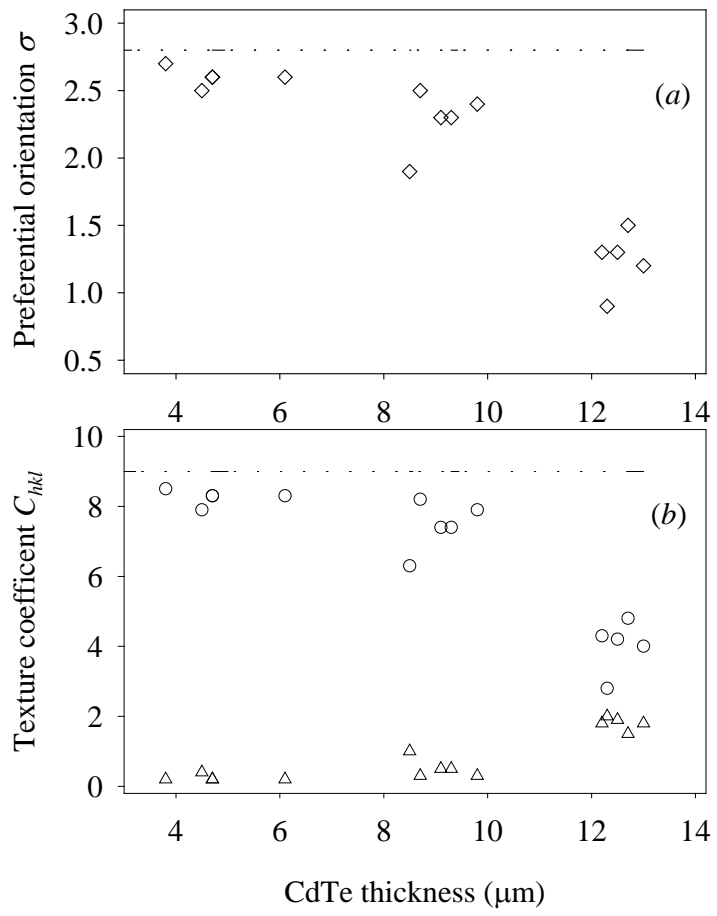 3.0
2.5
2.0
1.5
1.0
0.5
Preferential orientation σ
(a)
4 6 8 10 12 14
10
8
6
4
2
0
Texture coefficent C_hkl
(b)
4 6 8 10 12 14
CdTe thickness (μm)